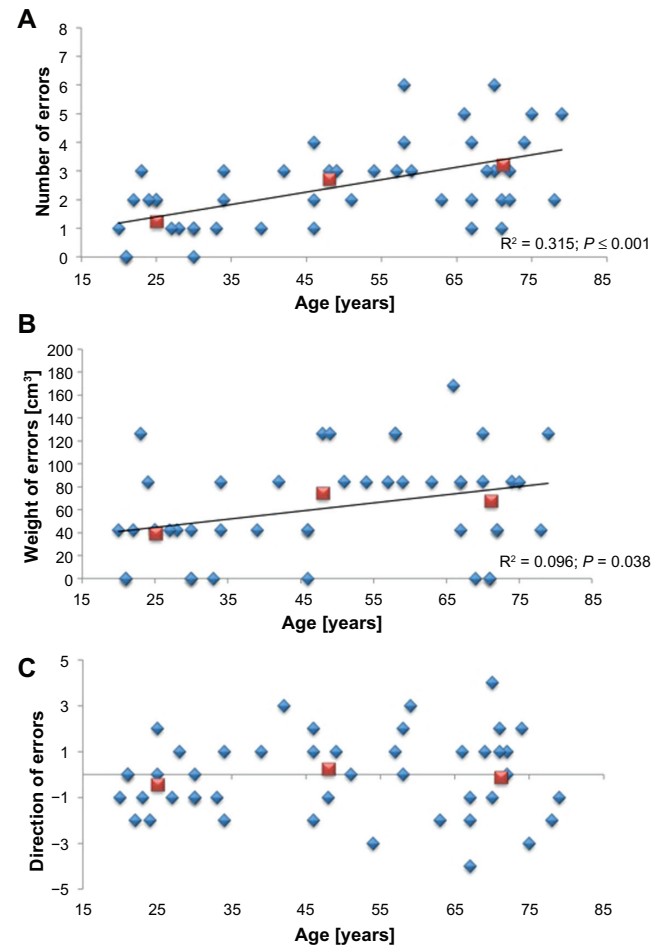 A
8
7
6
5
4
3
2
1
0
Number of errors
R² = 0.315; P ≤ 0.001
15 25 35 45 55 65 75 85
Age [years]
B
200
180
160
140
120
100
80
60
40
20
0
Weight of errors [cm³]
R² = 0.096; P = 0.038
15 25 35 45 55 65 75 85
Age [years]
C
5
3
1
−1
−3
−5
Direction of errors
15 25 35 45 55 65 75 85
Age [years]